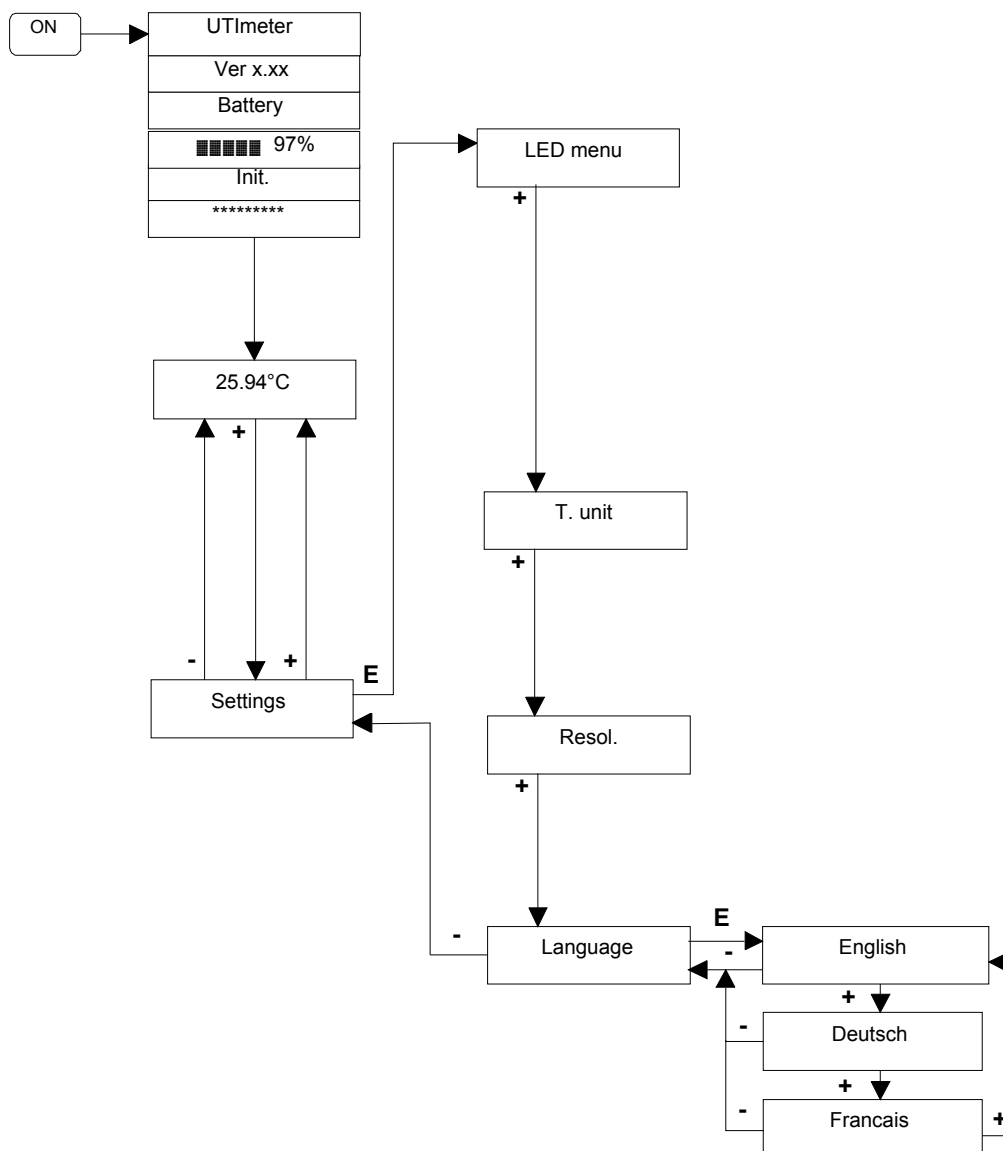 ON
UTImeter
Ver x.xx
Battery
97%
Init.
*********
LED menu
+
25.94°C
+
T. unit
+
-
+
E
Settings
Resol.
+
-
Language
E
-
English
+
-
Deutsch
+
-
Francais
+